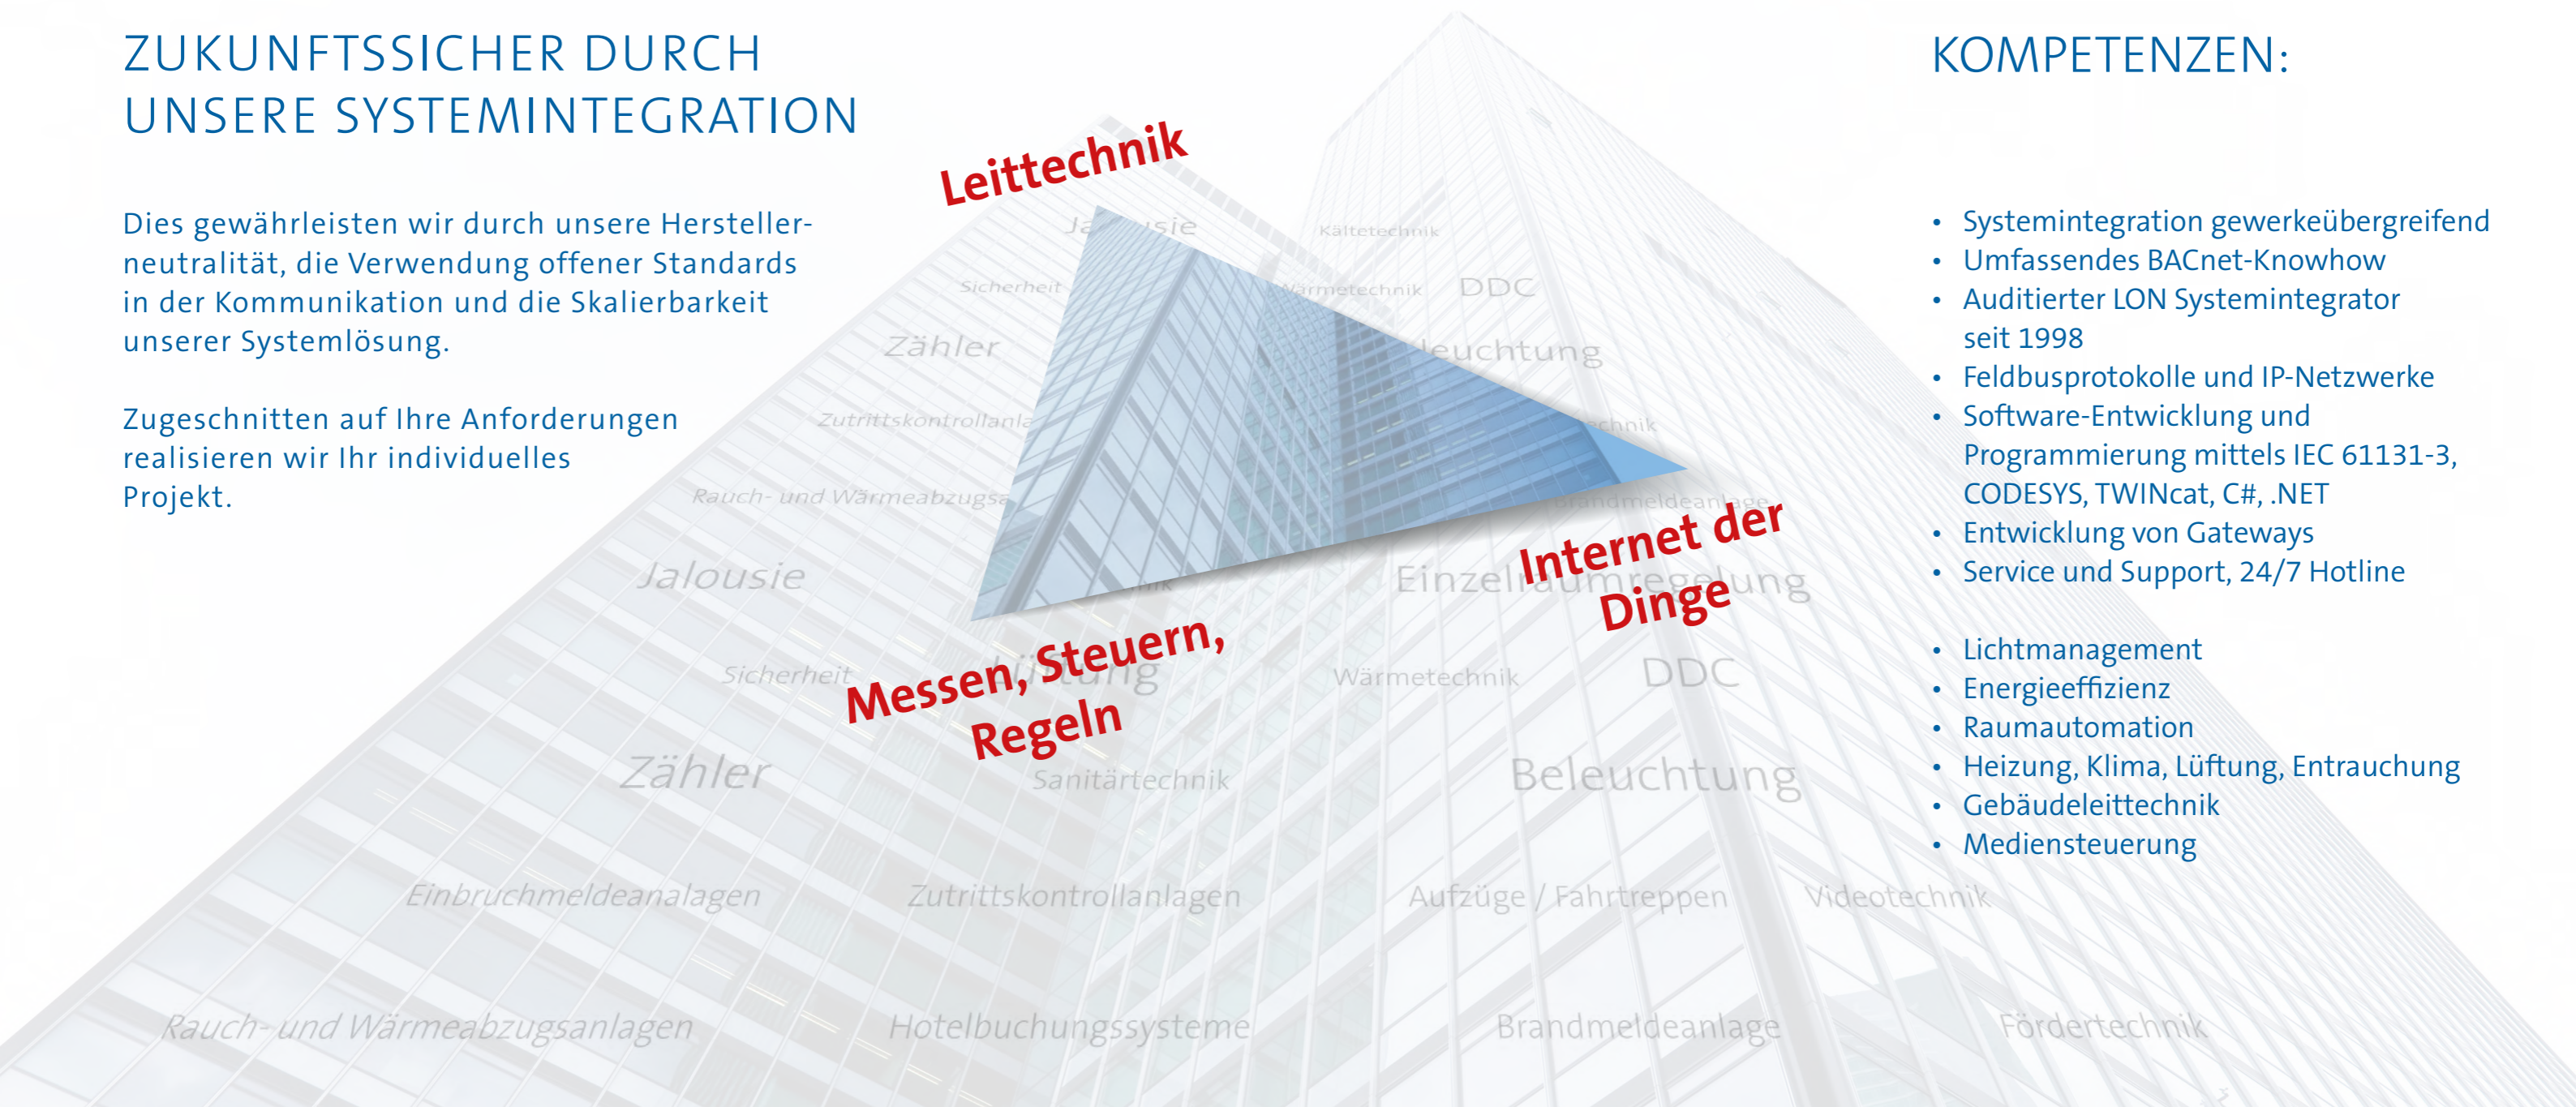 ZUKUNFTSSICHER DURCH
UNSERE SYSTEMINTEGRATION
Dies gewährleisten wir durch unsere Hersteller-
neutralität, die Verwendung offener Standards
in der Kommunikation und die Skalierbarkeit
unserer Systemlösung.
Zugeschnitten auf Ihre Anforderungen
realisieren wir Ihr individuelles
Projekt.
Leittechnik
Kältetechnik
Sicherheit
Wärmetechnik DDC
Zähler
Jalousie
Internet der
Dinge
Einzelraumregelung
Messen, Steuern,
Regeln
Sicherheit
Lüftung
Wärmetechnik
DDC
Zähler
Sanitärtechnik
Beleuchtung
Einbruchmeldeanalagen
Zutrittskontrollanlagen
Aufzüge / Fahrtreppen
Videotechnik
Rauch- und Wärmeabzugsanlagen
Hotelbuchungssysteme
Brandmeldeanlage
Fördertechnik
KOMPETENZEN:
• Systemintegration gewerkeübergreifend
• Umfassendes BACnet-Knowhow
• Auditierter LON Systemintegrator
seit 1998
• Feldbusprotokolle und IP-Netzwerke
• Software-Entwicklung und
Programmierung mittels IEC 61131-3,
CODESYS, TWINcat, C#, .NET
• Entwicklung von Gateways
• Service und Support, 24/7 Hotline
• Lichtmanagement
• Energieeffizienz
• Raumautomation
• Heizung, Klima, Lüftung, Entrauchung
• Gebäudeleittechnik
• Mediensteuerung